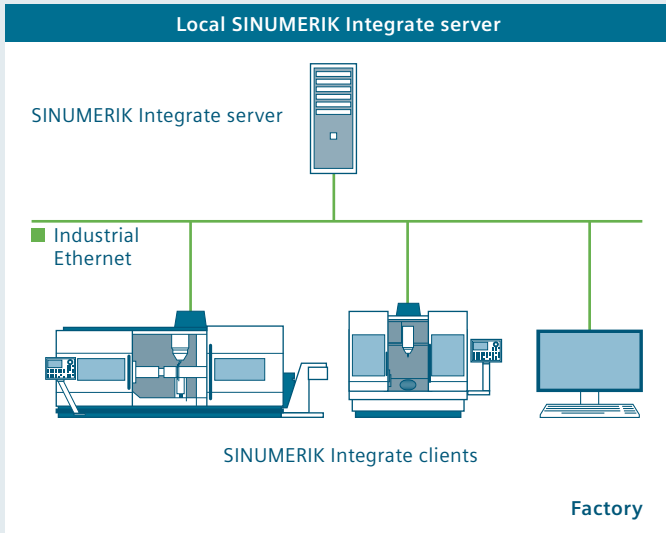 Local SINUMERIK Integrate server
SINUMERIK Integrate server
Industrial
Ethernet
SINUMERIK Integrate clients
Factory